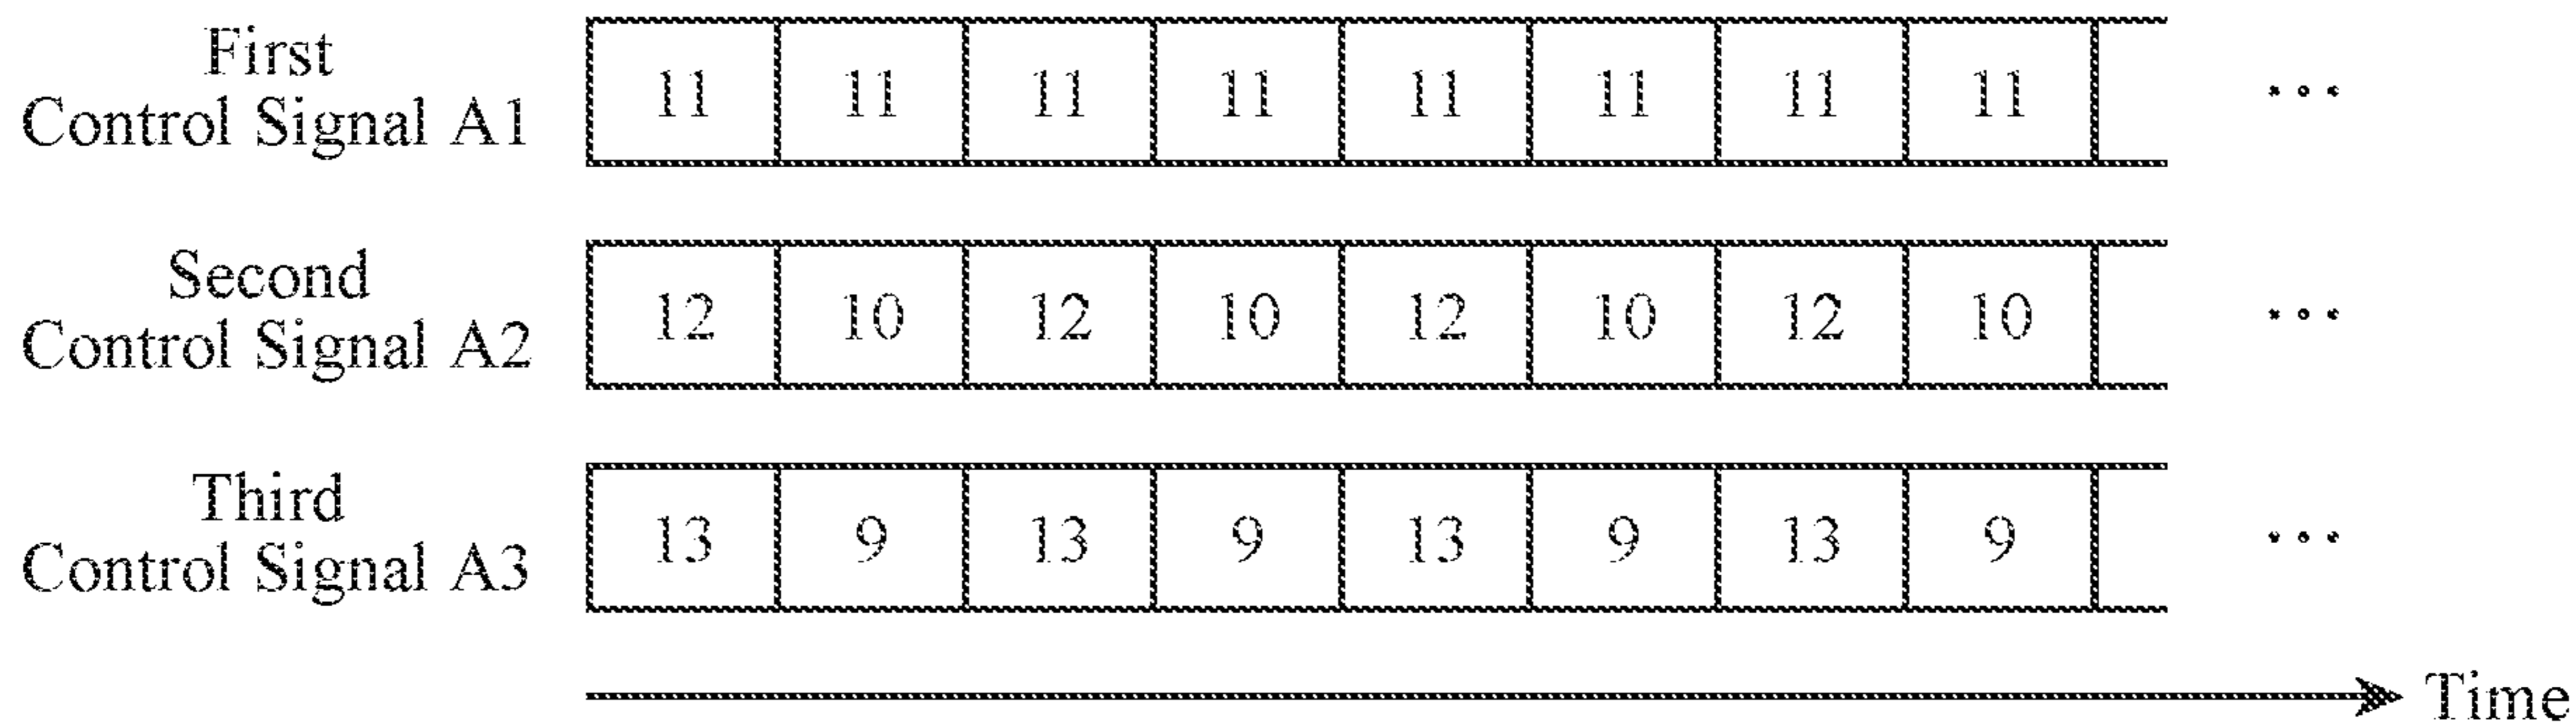 First
Control Signal A1
11 11 11 11 11 11 11 11 ...
Second
Control Signal A2
12 10 12 10 12 10 12 10 ...
Third
Control Signal A3
13 9 13 9 13 9 13 9 ...
Time